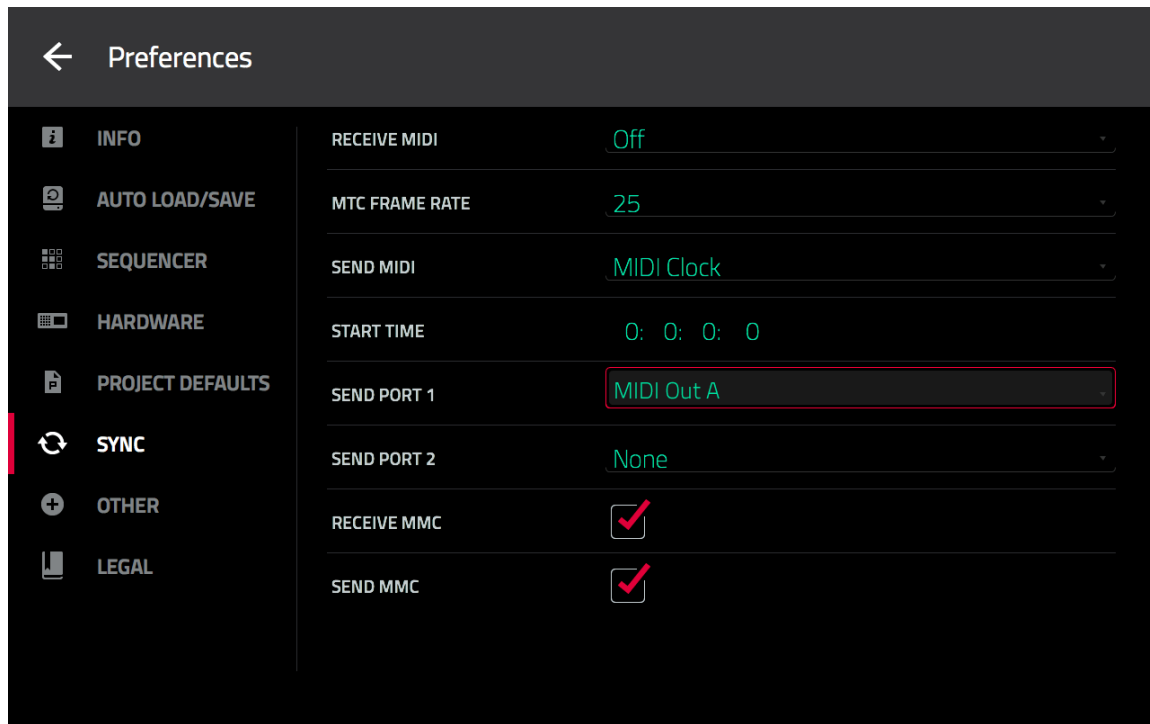 Preferences
INFO
AUTO LOAD/SAVE
SEQUENCER
HARDWARE
PROJECT DEFAULTS
SYNC
OTHER
LEGAL
RECEIVE MIDI Off
MTC FRAME RATE 25
SEND MIDI MIDI Clock
START TIME 0: 0: 0: 0
SEND PORT 1 MIDI Out A
SEND PORT 2 None
RECEIVE MMC
SEND MMC